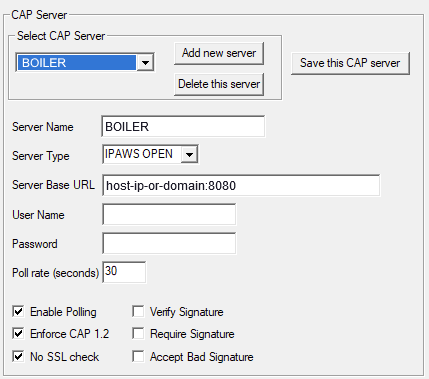 CAP Server
Select CAP Server
BOILER
Add new server
Delete this server
Save this CAP server
Server Name BOILER
Server Type IPAWS OPEN
Server Base URL host-ip-or-domain:8080
User Name
Password
Poll rate (seconds) 30
Enable Polling Verify Signature
Enforce CAP 1.2 Require Signature
No SSL check Accept Bad Signature